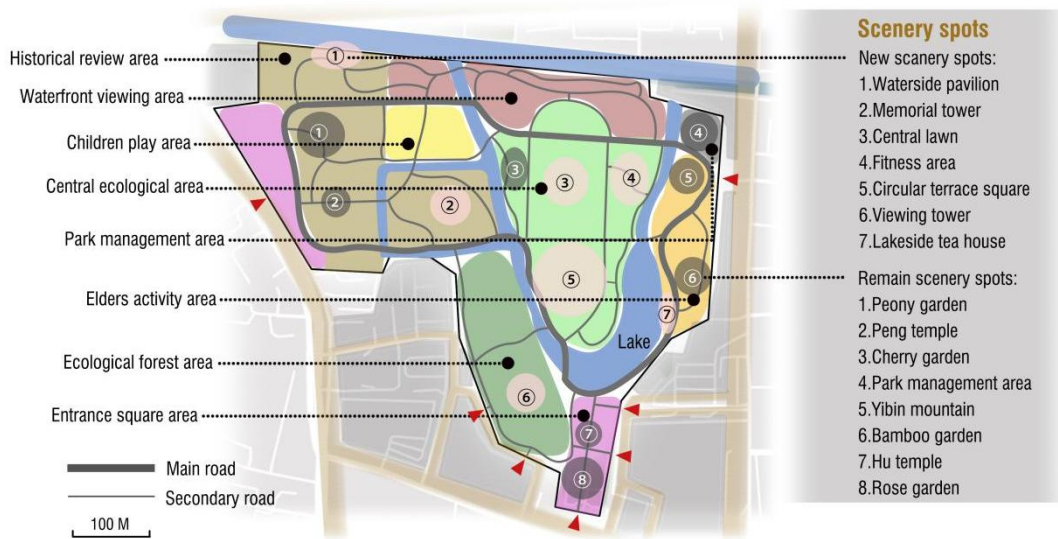 Historical review area
Waterfront viewing area
Children play area
Central ecological area
Park management area
Elders activity area
Ecological forest area
Entrance square area
Main road
Secondary road
100 M
①
①
②
②
③
③
④
④
⑤
⑤
⑥
⑥
⑦
⑦
⑧
Lake
Scenery spots
New scanery spots:
1.Waterside pavilion
2.Memorial tower
3.Central lawn
4.Fitness area
5.Circular terrace square
6.Viewing tower
7.Lakeside tea house
Remain scenery spots:
1.Peony garden
2.Peng temple
3.Cherry garden
4.Park management area
5.Yibin mountain
6.Bamboo garden
7.Hu temple
8.Rose garden